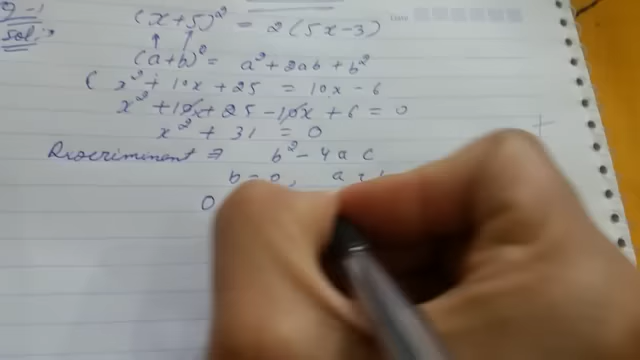 Q-1 (x+5)² = 2(5x-3)
Sol:
(a+b)² = a²+2ab+b²
( x² + 10x + 25 = 10x - 6
x² + 10x + 25 - 10x + 6 = 0
x² + 31 = 0
Discriminent ⇒ b² - 4ac
b = 0, a
0